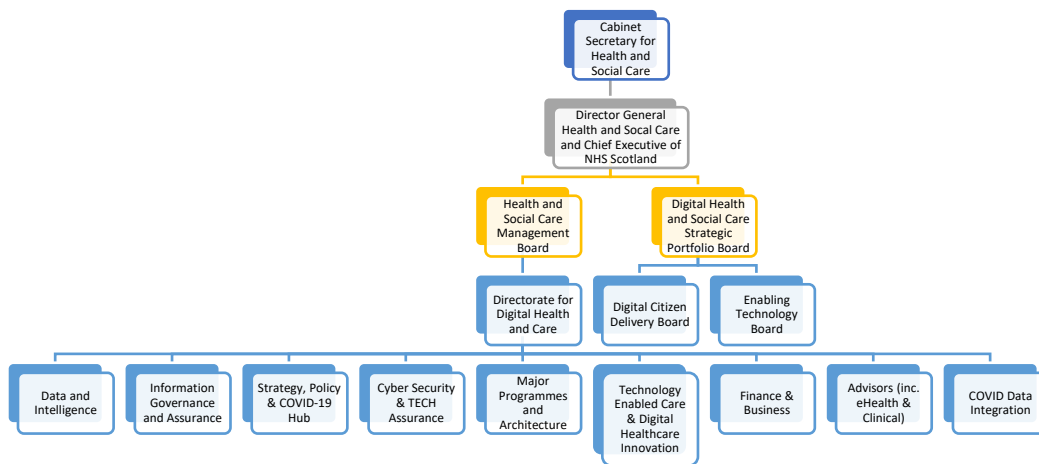 Cabinet
Secretary for
Health and
Social Care
Director General
Health and Socal Care
and Chief Executive of
NHS Scotland
Health and
Social Care
Management
Board
Digital Health
and Social Care
Strategic
Portfolio Board
Directorate for
Digital Health
and Care
Digital Citizen
Delivery Board
Enabling
Technology
Board
Data and
Intelligence
Information
Governance
and Assurance
Strategy, Policy
& COVID-19
Hub
Cyber Security
& TECH
Assurance
Major
Programmes
and
Architecture
Technology
Enabled Care
& Digital
Healthcare
Innovation
Finance &
Business
Advisors (inc.
eHealth &
Clinical)
COVID Data
Integration